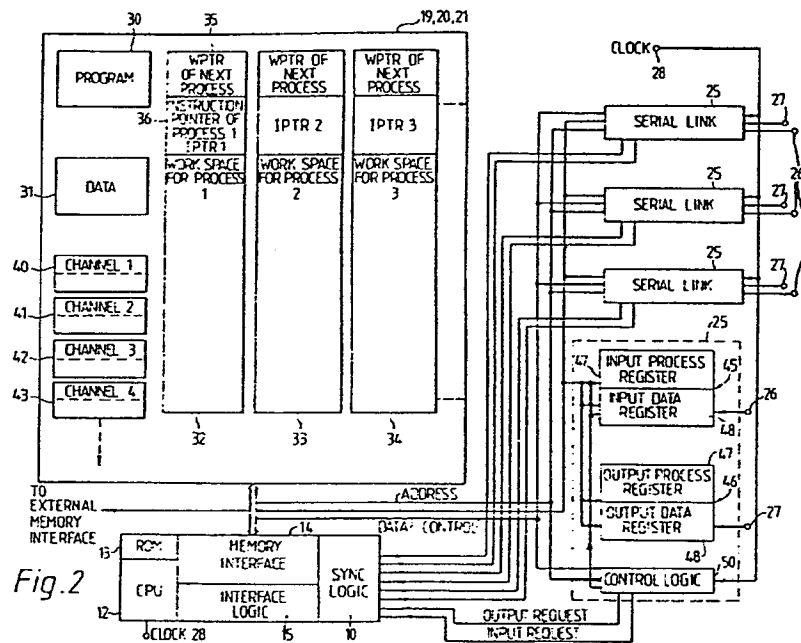 30
35
19,20,21
CLOCK
28
PROGRAM
WPTR
OF NEXT
PROCESS
WPTR
OF NEXT
PROCESS
WPTR
OF NEXT
PROCESS
36
INSTRUCTION
POINTER OF
PROCESS 1
IPTR 1
IPTR 2
IPTR 3
DATA
31
WORK SPACE
FOR PROCESS
1
WORK SPACE
FOR PROCESS
2
WORK SPACE
FOR PROCESS
3
40
CHANNEL 1
41
CHANNEL 2
42
CHANNEL 3
43
CHANNEL 4
32
33
34
25
SERIAL LINK
27
26
25
SERIAL LINK
27
25
SERIAL LINK
27
25
47
INPUT PROCESS
REGISTER
45
INPUT DATA
REGISTER
48
26
47
OUTPUT PROCESS
REGISTER
46
OUTPUT DATA
REGISTER
48
27
50
CONTROL LOGIC
TO
EXTERNAL
MEMORY
INTERFACE
ADDRESS
DATA & CONTROL
14
13
ROM
MEMORY
INTERFACE
SYNC
LOGIC
CPU
INTERFACE
LOGIC
12
CLOCK 28
15
10
OUTPUT REQUEST
INPUT REQUEST
Fig.2